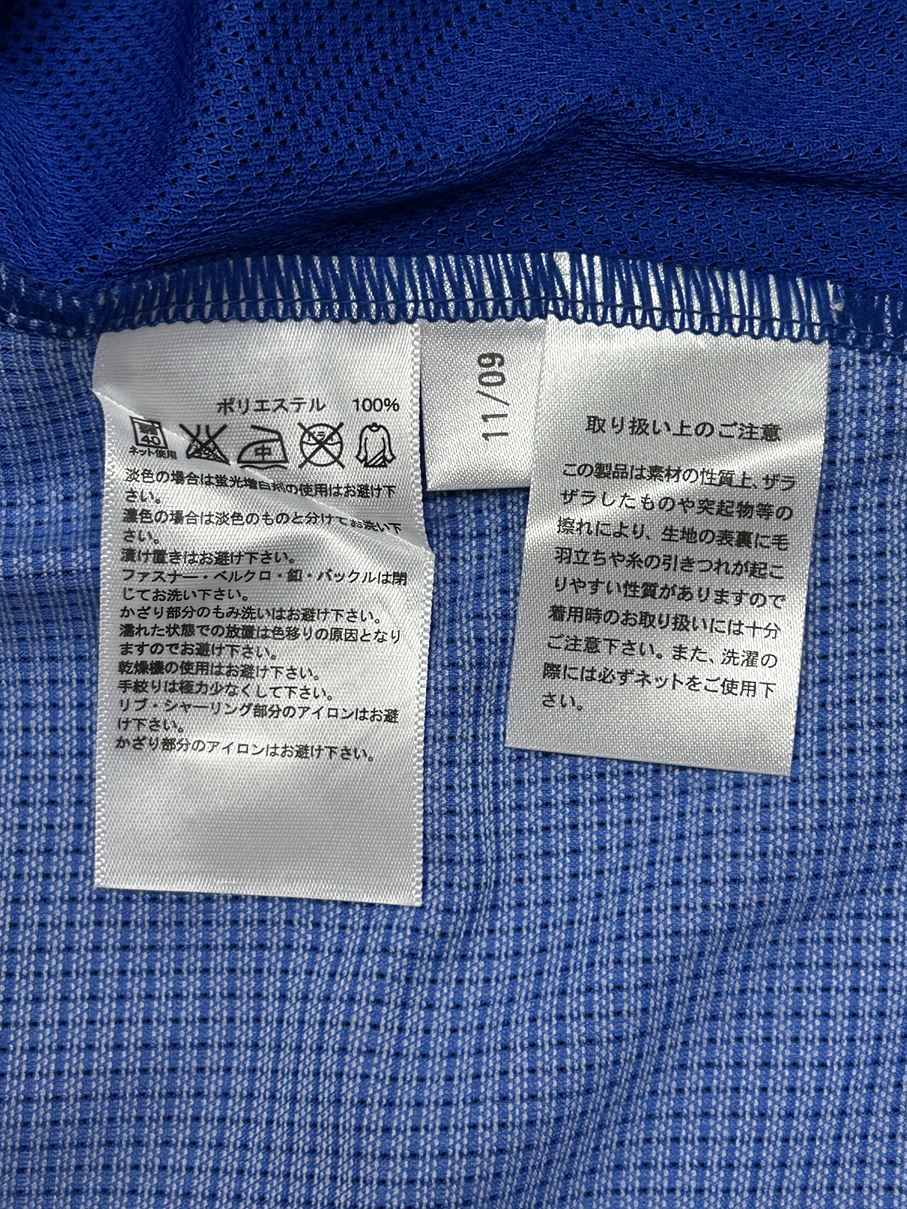 ポリエステル 100%
40
ネット使用
中
淡色の場合は蛍光増白剤の使用はお避け下
さい。
濃色の場合は淡色のものと分けてお洗い下
さい。
漬け置きはお避け下さい。
ファスナー・ベルクロ・釦・バックルは閉
じてお洗い下さい。
かざり部分のもみ洗いはお避け下さい。
濡れた状態での放置は色移りの原因となり
ますのでお避け下さい。
乾燥機の使用はお避け下さい。
手絞りは極力少なくして下さい。
リブ・シャーリング部分のアイロンはお避
け下さい。
かざり部分のアイロンはお避け下さい。
11/09
取り扱い上のご注意
この製品は素材の性質上、ザラ
ザラしたものや突起物等の
擦れにより、生地の表裏に毛
羽立ちや糸の引きつれが起こ
りやすい性質がありますので
着用時のお取り扱いには十分
ご注意下さい。また、洗濯の
際には必ずネットをご使用下
さい。